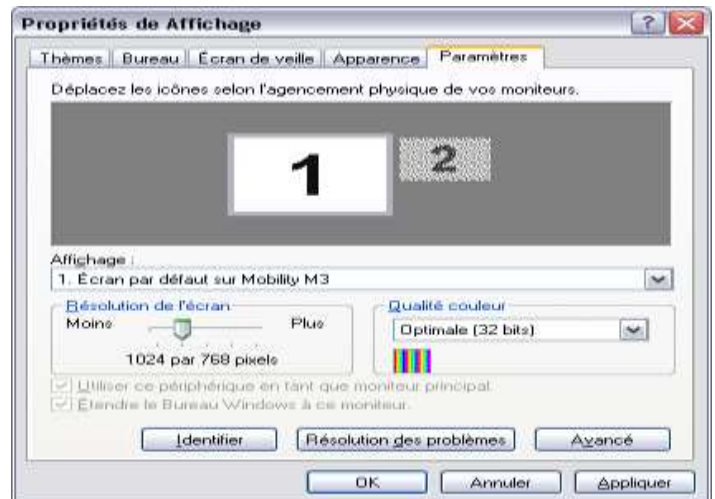 Propriétés de Affichage
Thèmes Bureau Écran de veille Apparence Paramètres
Déplacez les icônes selon l'agencement physique de vos moniteurs.
1 2
Affichage :
1. Écran par défaut sur Mobility M3
Résolution de l'écran Qualité couleur
Moins Plus Optimale (32 bits)
1024 par 768 pixels
Utiliser ce périphérique en tant que moniteur principal.
Étendre le Bureau Windows à ce moniteur.
Identifier Résolution des problèmes Avancé
OK Annuler Appliquer